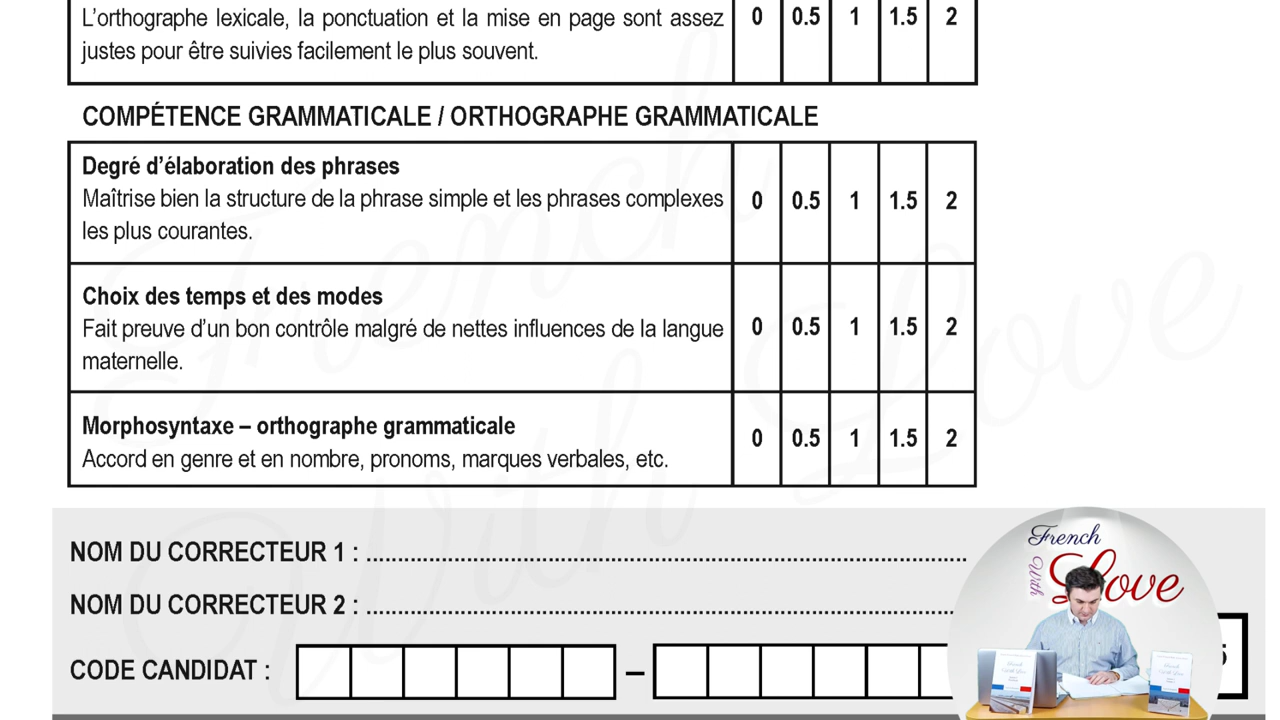 L'orthographe lexicale, la ponctuation et la mise en page sont assez
justes pour être suivies facilement le plus souvent.
0 0.5 1 1.5 2
COMPÉTENCE GRAMMATICALE / ORTHOGRAPHE GRAMMATICALE
Degré d'élaboration des phrases
Maîtrise bien la structure de la phrase simple et les phrases complexes
les plus courantes.
0 0.5 1 1.5 2
Choix des temps et des modes
Fait preuve d'un bon contrôle malgré de nettes influences de la langue
maternelle.
0 0.5 1 1.5 2
Morphosyntaxe – orthographe grammaticale
Accord en genre et en nombre, pronoms, marques verbales, etc.
0 0.5 1 1.5 2
French
With
Love
NOM DU CORRECTEUR 1 : ..........................................................................................
NOM DU CORRECTEUR 2 : ..........................................................................................
CODE CANDIDAT : –
French
With
Love